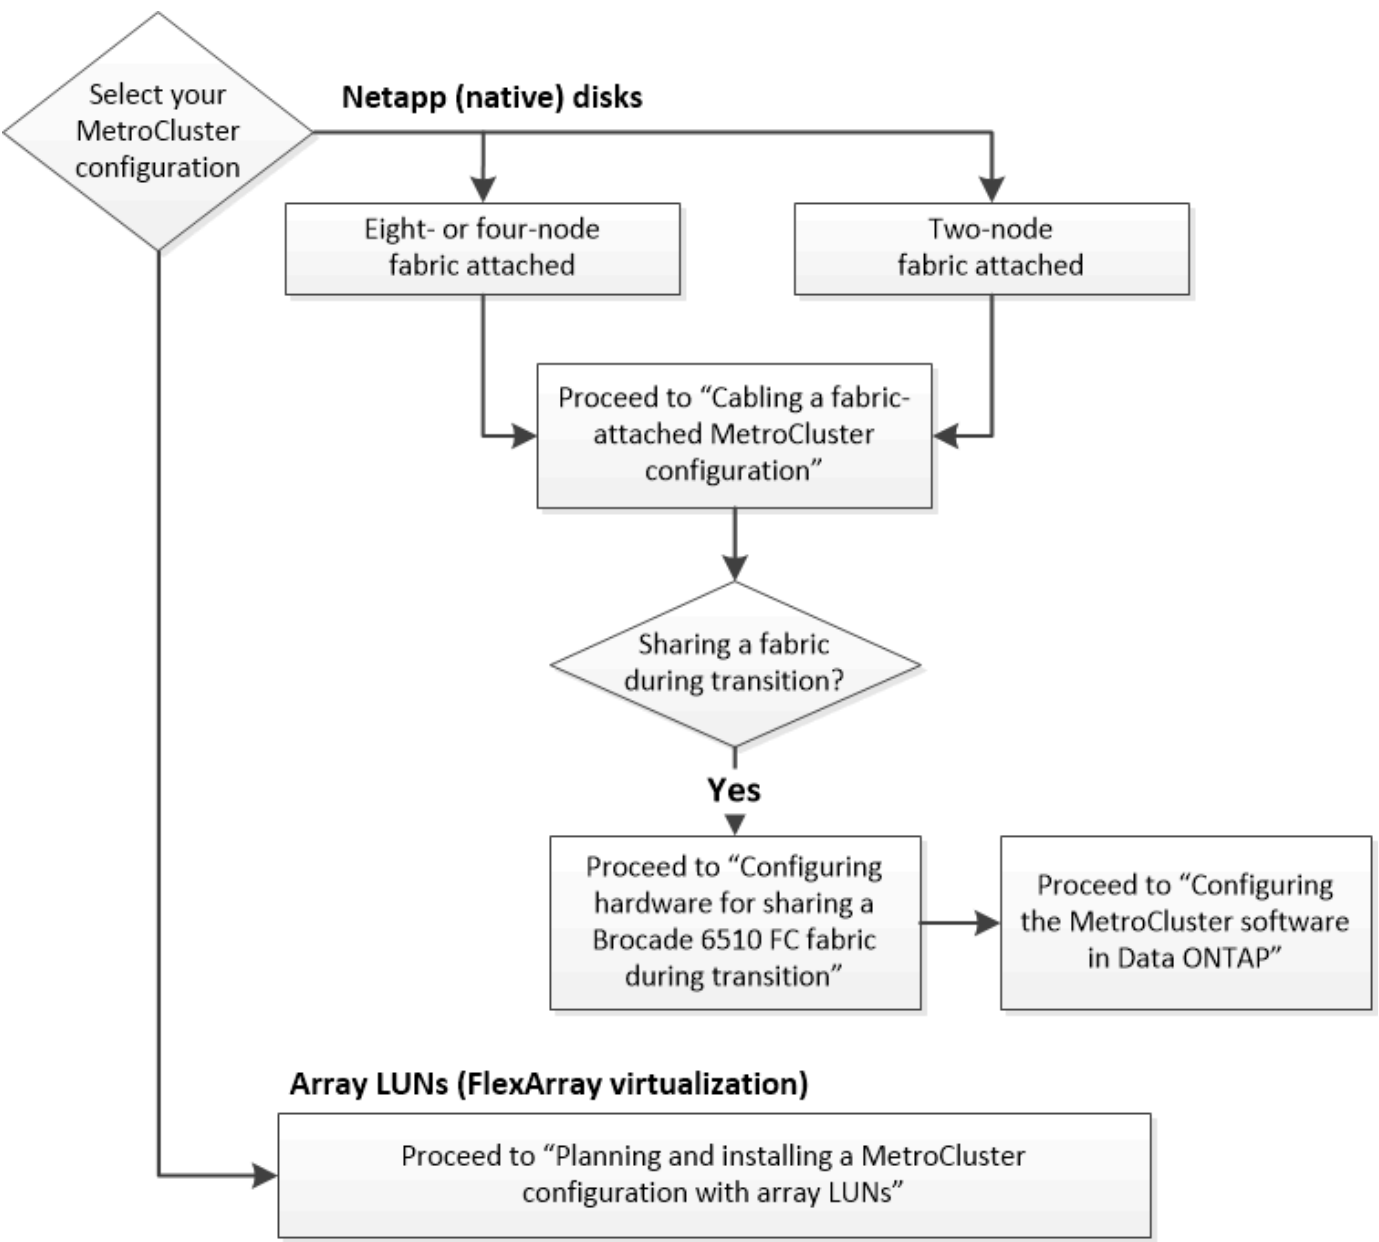 Select your
MetroCluster
configuration
Netapp (native) disks
Eight- or four-node
fabric attached
Two-node
fabric attached
Proceed to “Cabling a fabric-
attached MetroCluster
configuration”
Sharing a fabric
during transition?
Yes
Proceed to “Configuring
hardware for sharing a
Brocade 6510 FC fabric
during transition”
Proceed to “Configuring
the MetroCluster software
in Data ONTAP”
Array LUNs (FlexArray virtualization)
Proceed to “Planning and installing a MetroCluster
configuration with array LUNs”